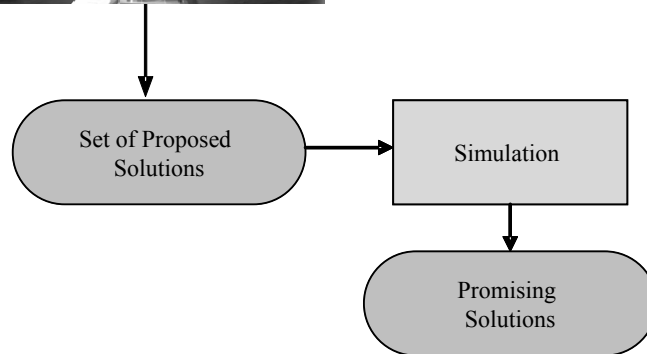 Set of Proposed
Solutions
Simulation
Promising
Solutions